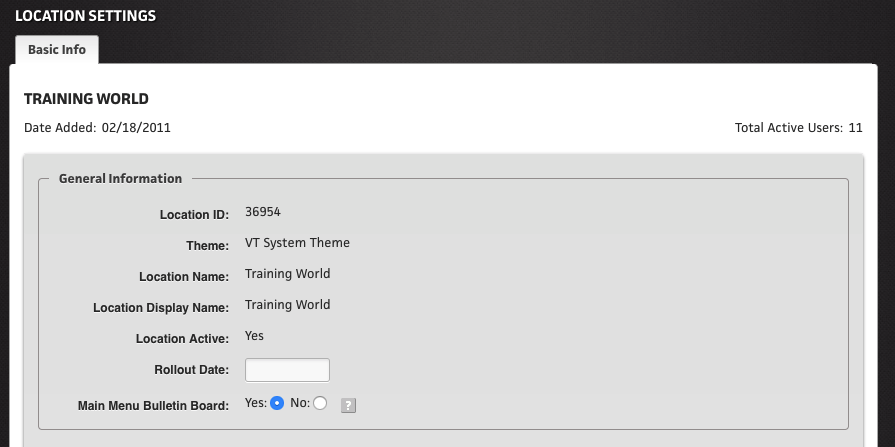 LOCATION SETTINGS
Basic Info
TRAINING WORLD
Date Added: 02/18/2011 Total Active Users: 11
General Information
Location ID: 36954
Theme: VT System Theme
Location Name: Training World
Location Display Name: Training World
Location Active: Yes
Rollout Date:
Main Menu Bulletin Board: Yes: No: ?